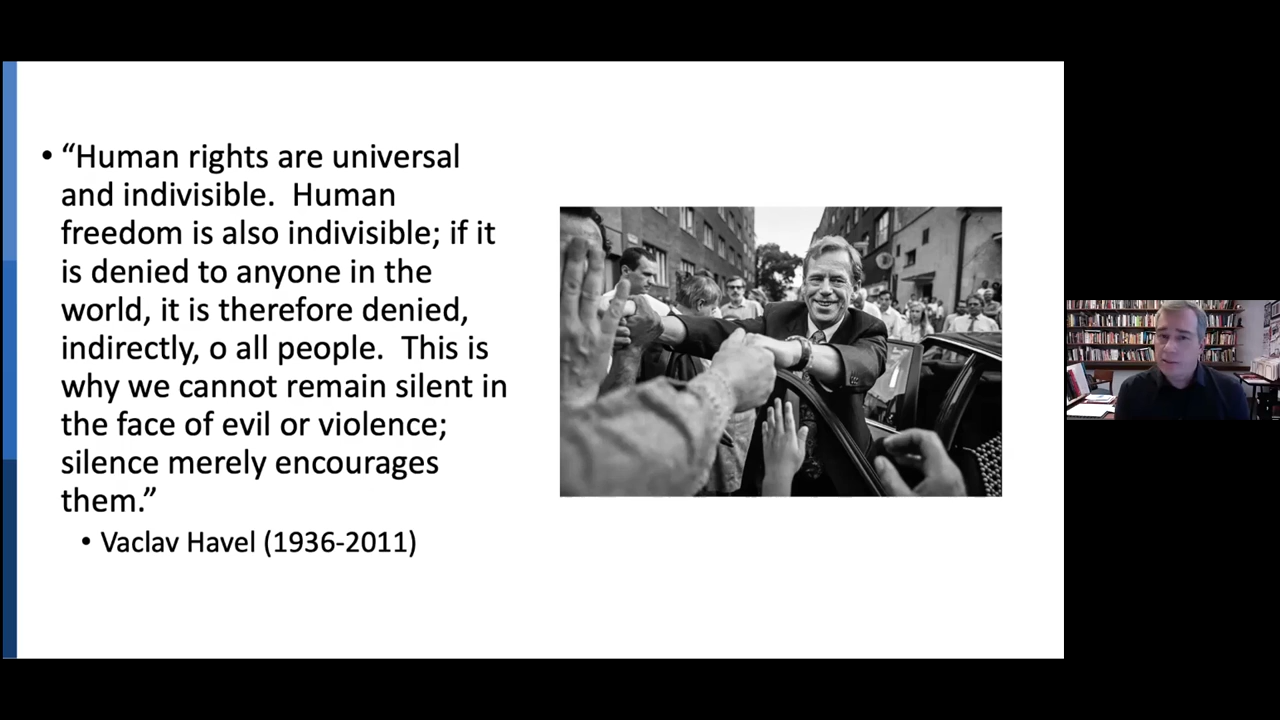 • “Human rights are universal
and indivisible.  Human
freedom is also indivisible; if it
is denied to anyone in the
world, it is therefore denied,
indirectly, o all people.  This is
why we cannot remain silent in
the face of evil or violence;
silence merely encourages
them.”
• Vaclav Havel (1936-2011)